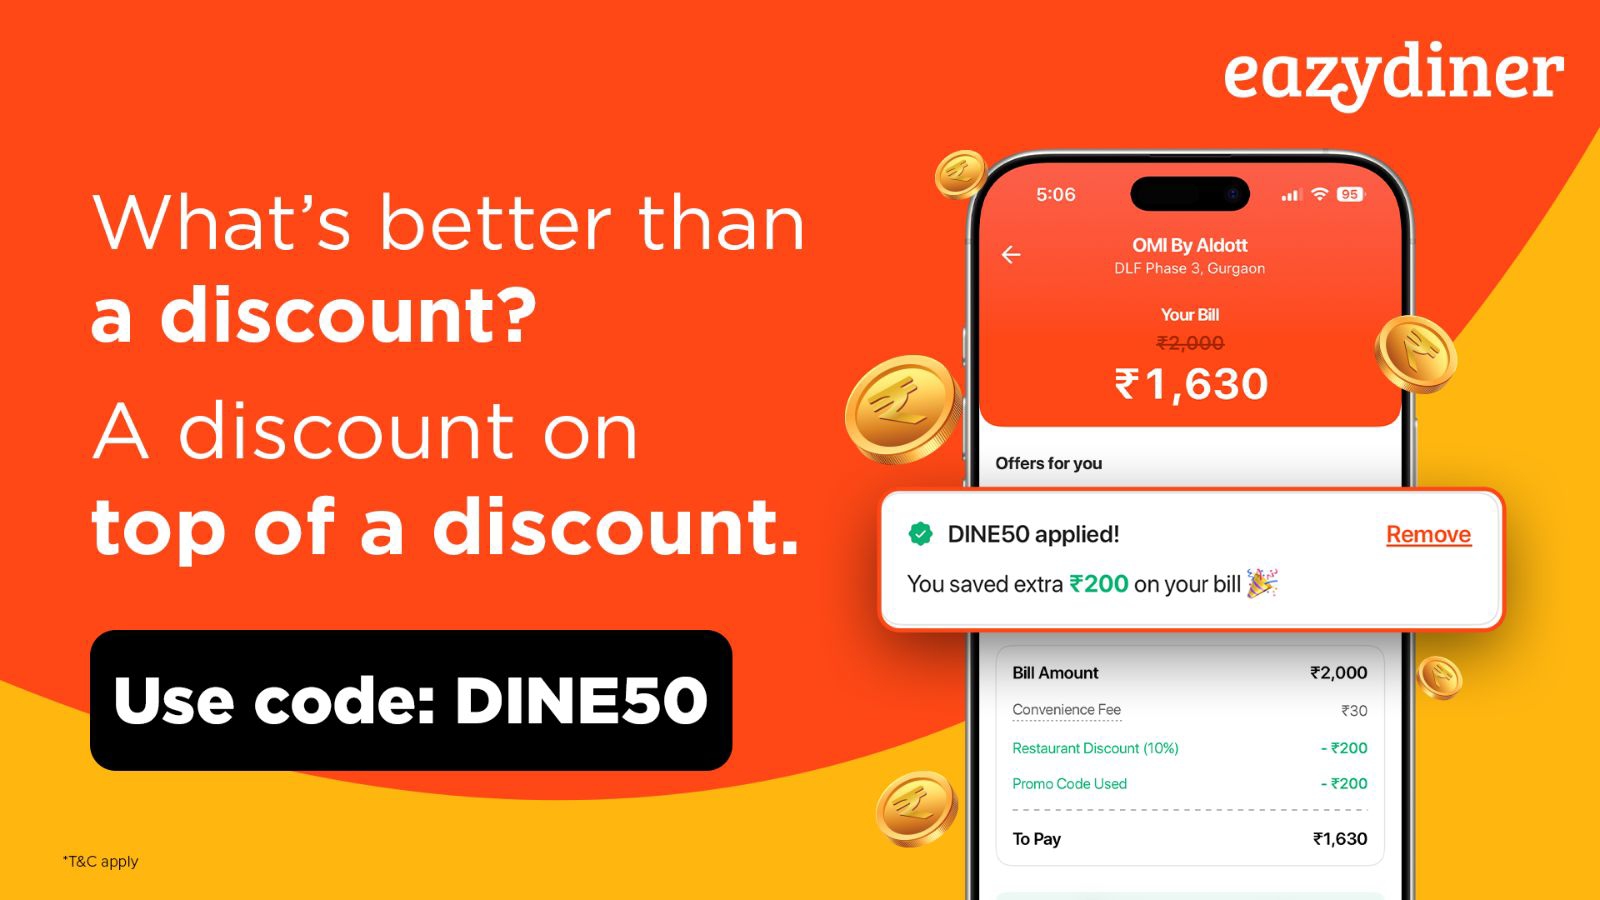 eazydiner
What's better than
a discount?
A discount on
top of a discount.
Use code: DINE50
*T&C apply
5:06
95
OMI By Aldott
DLF Phase 3, Gurgaon
Your Bill
₹2,000
₹1,630
Offers for you
DINE50 applied! Remove
You saved extra ₹200 on your bill
Bill Amount ₹2,000
Convenience Fee ₹30
Restaurant Discount (10%) - ₹200
Promo Code Used - ₹200
To Pay ₹1,630